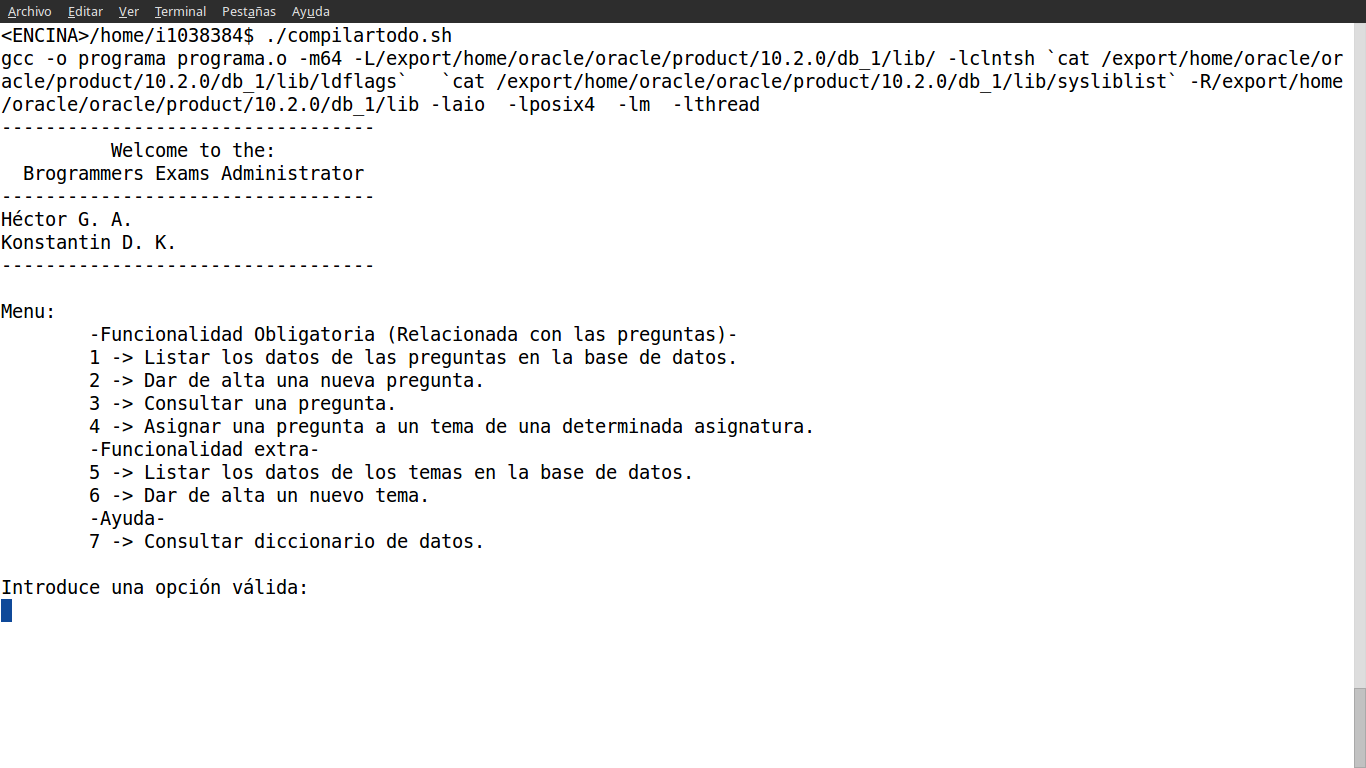 Archivo Editar Ver Terminal Pestañas Ayuda
<ENCINA>/home/i1038384$ ./compilartodo.sh
gcc -o programa programa.o -m64 -L/export/home/oracle/oracle/product/10.2.0/db_1/lib/ -lclntsh `cat /export/home/oracle/or
acle/product/10.2.0/db_1/lib/ldflags`   `cat /export/home/oracle/oracle/product/10.2.0/db_1/lib/sysliblist` -R/export/home
/oracle/oracle/product/10.2.0/db_1/lib -laio  -lposix4  -lm  -lthread
----------------------------------
Welcome to the:
Brogrammers Exams Administrator
----------------------------------
Héctor G. A.
Konstantin D. K.
----------------------------------
Menu:
-Funcionalidad Obligatoria (Relacionada con las preguntas)-
1 -> Listar los datos de las preguntas en la base de datos.
2 -> Dar de alta una nueva pregunta.
3 -> Consultar una pregunta.
4 -> Asignar una pregunta a un tema de una determinada asignatura.
-Funcionalidad extra-
5 -> Listar los datos de los temas en la base de datos.
6 -> Dar de alta un nuevo tema.
-Ayuda-
7 -> Consultar diccionario de datos.
Introduce una opción válida: